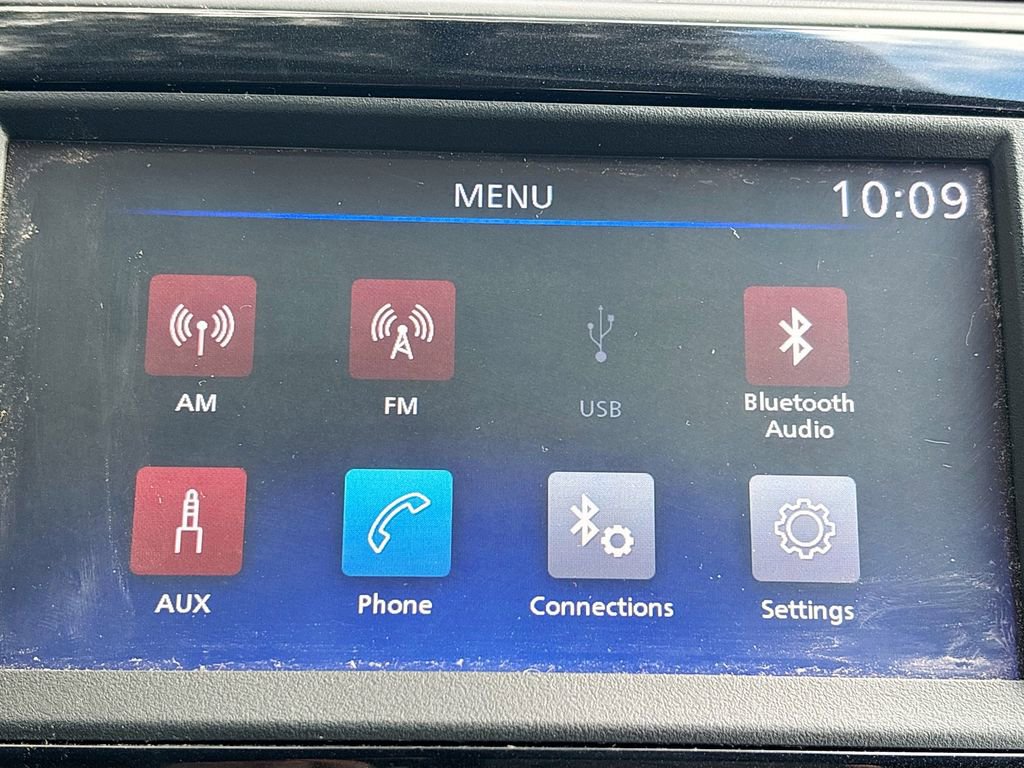 MENU
10:09
AM
FM
USB
Bluetooth
Audio
AUX
Phone
Connections
Settings